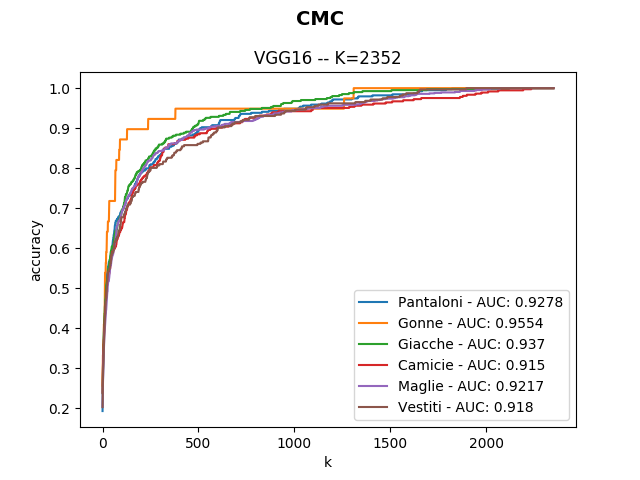 CMC
VGG16 -- K=2352
1.0
0.9
0.8
0.7
0.6
0.5
0.4
0.3
0.2
accuracy
Pantaloni - AUC: 0.9278
Gonne - AUC: 0.9554
Giacche - AUC: 0.937
Camicie - AUC: 0.915
Maglie - AUC: 0.9217
Vestiti - AUC: 0.918
0 500 1000 1500 2000
k